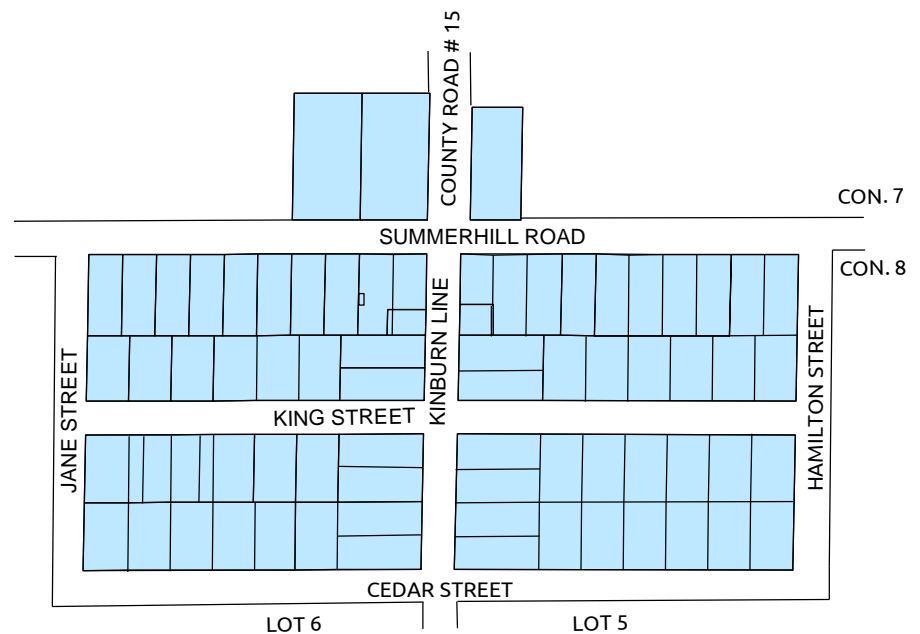 COUNTY ROAD # 15
CON. 7
SUMMERHILL ROAD
CON. 8
KINBURN LINE
JANE STREET
KING STREET
HAMILTON STREET
CEDAR STREET
LOT 6
LOT 5